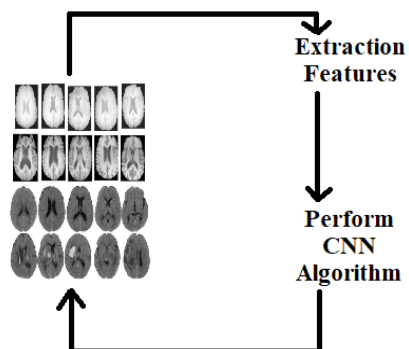 Extraction
Features
Perform
CNN
Algorithm